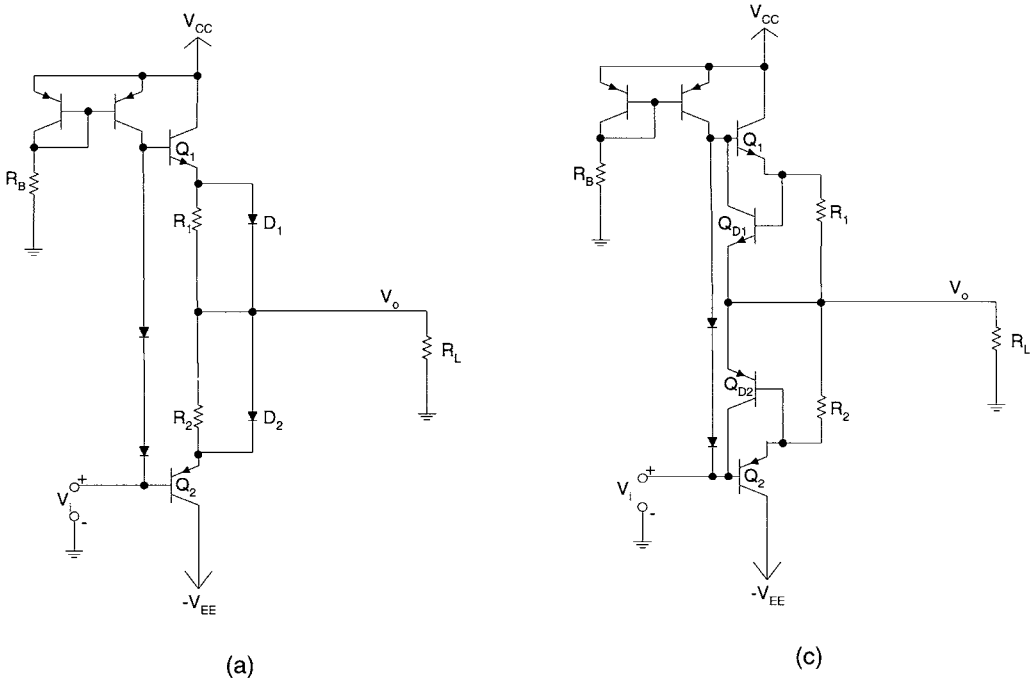 V_CC
Q_1
R_B
R_1
D_1
V_o
R_L
R_2
D_2
+
V_i
-
Q_2
-V_EE
(a)
V_CC
Q_1
R_B
Q_D1
R_1
V_o
R_L
Q_D2
R_2
+
V_i
-
Q_2
-V_EE
(c)